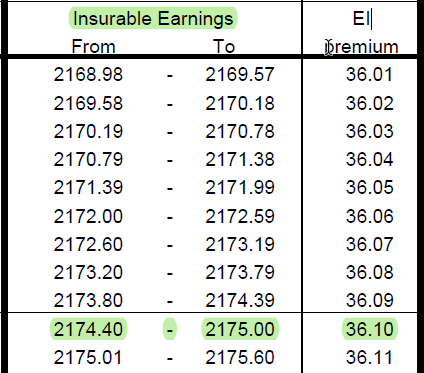 Insurable Earnings EI
From To premium
2168.98 - 2169.57 36.01
2169.58 - 2170.18 36.02
2170.19 - 2170.78 36.03
2170.79 - 2171.38 36.04
2171.39 - 2171.99 36.05
2172.00 - 2172.59 36.06
2172.60 - 2173.19 36.07
2173.20 - 2173.79 36.08
2173.80 - 2174.39 36.09
2174.40 - 2175.00 36.10
2175.01 - 2175.60 36.11